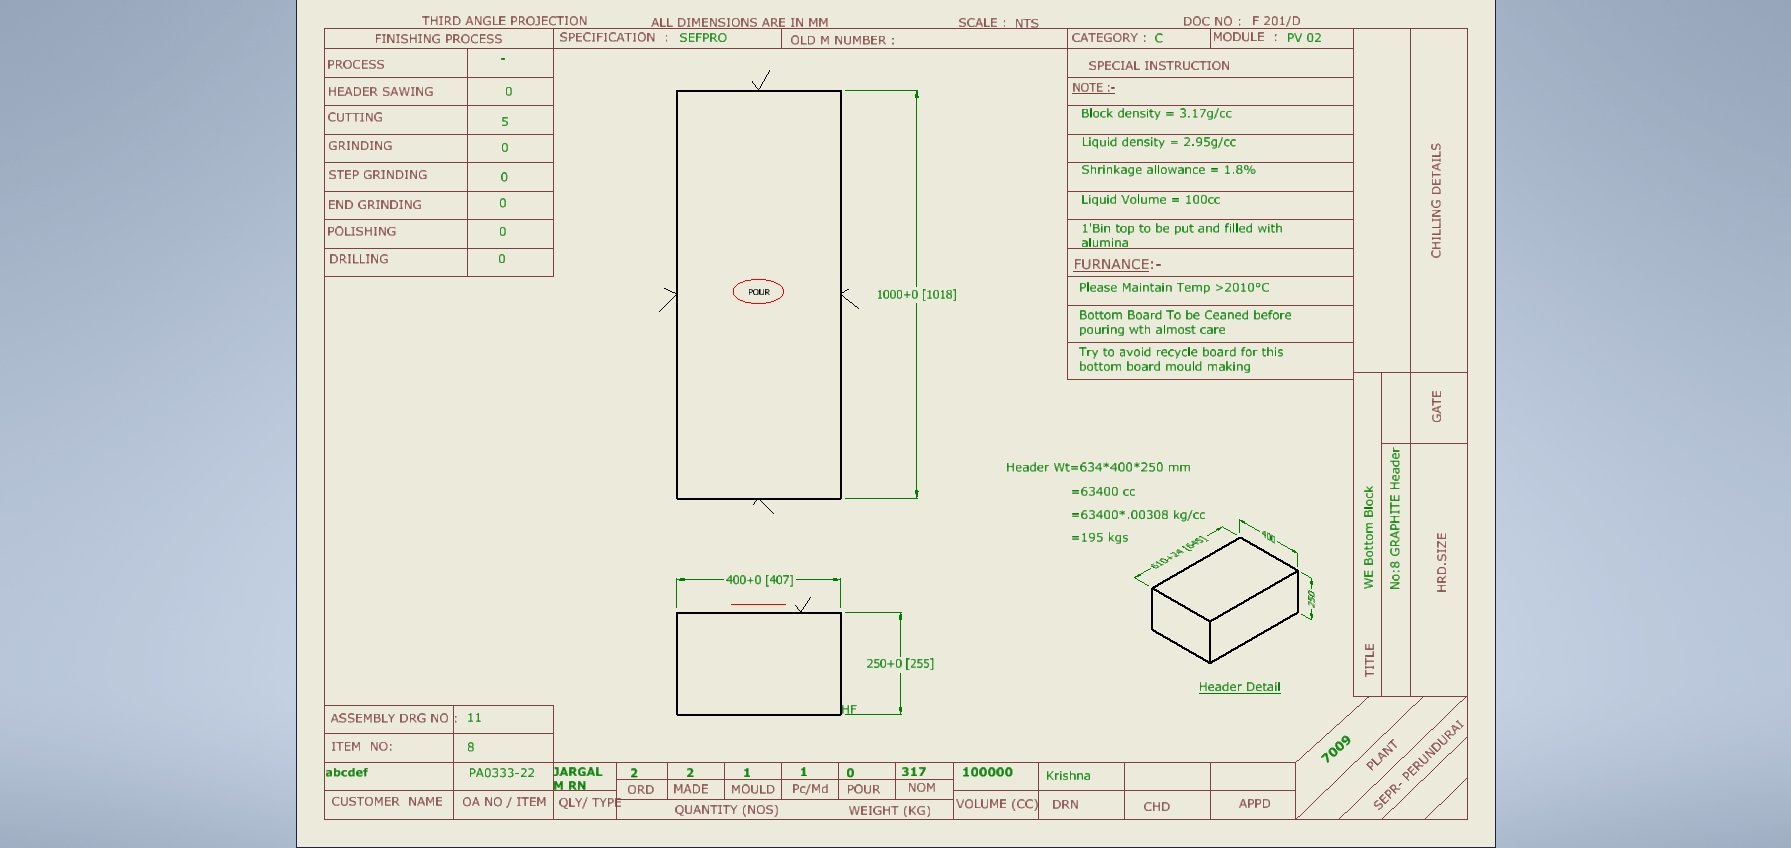 THIRD ANGLE PROJECTION
ALL DIMENSIONS ARE IN MM
SCALE : NTS
DOC NO : F 201/D
FINISHING PROCESS
SPECIFICATION : SEFPRO
OLD M NUMBER :
CATEGORY : C
MODULE : PV 02
PROCESS -
HEADER SAWING 0
CUTTING 5
GRINDING 0
STEP GRINDING 0
END GRINDING 0
POLISHING 0
DRILLING 0
SPECIAL INSTRUCTION
NOTE :-
Block density = 3.17g/cc
Liquid density = 2.95g/cc
Shrinkage allowance = 1.8%
Liquid Volume = 100cc
1'Bin top to be put and filled with
alumina
FURNANCE:-
Please Maintain Temp >2010°C
Bottom Board To be Ceaned before
pouring wth almost care
Try to avoid recycle board for this
bottom board mould making
CHILLING DETAILS
GATE
HRD.SIZE
No:8 GRAPHITE Header
TITLE WE Bottom Block
POUR
1000+0 [1018]
400+0 [407]
250+0 [255]
HF
Header Wt=634*400*250 mm
=63400 cc
=63400*.00308 kg/cc
=195 kgs
610+24 [645]
400
250
Header Detail
ASSEMBLY DRG NO : 11
ITEM NO: 8
abcdef PA0333-22
JARGAL
M RN
2 2 1 1 0 317
100000
Krishna
ORD MADE MOULD Pc/Md POUR NOM
CUSTOMER NAME OA NO / ITEM QLY/ TYPE
QUANTITY (NOS) WEIGHT (KG)
VOLUME (CC) DRN CHD APPD
7009
PLANT
SEPR- PERUNDURAI